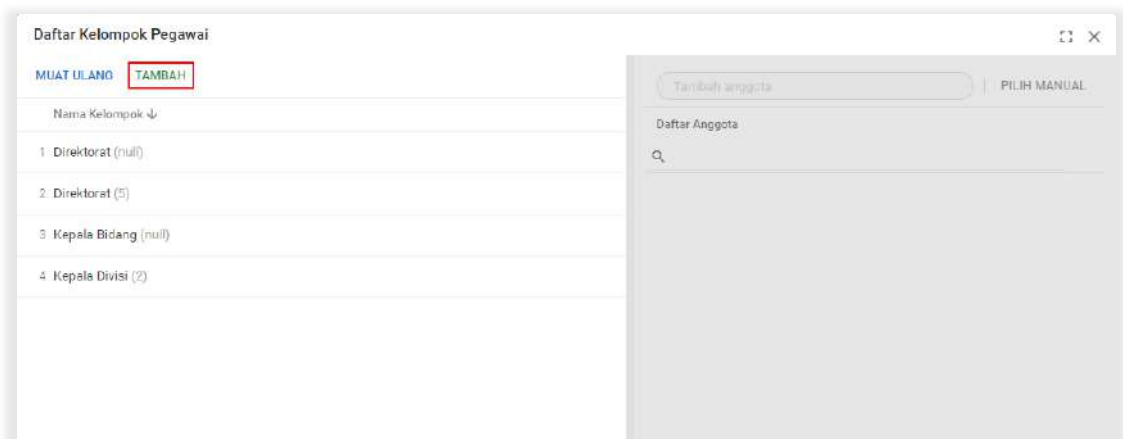 Daftar Kelompok Pegawai
MUAT ULANG TAMBAH
Nama Kelompok
1 Direktorat (null)
2 Direktorat (5)
3 Kepala Bidang (null)
4 Kepala Divisi (2)
Tambah anggota PILIH MANUAL
Daftar Anggota